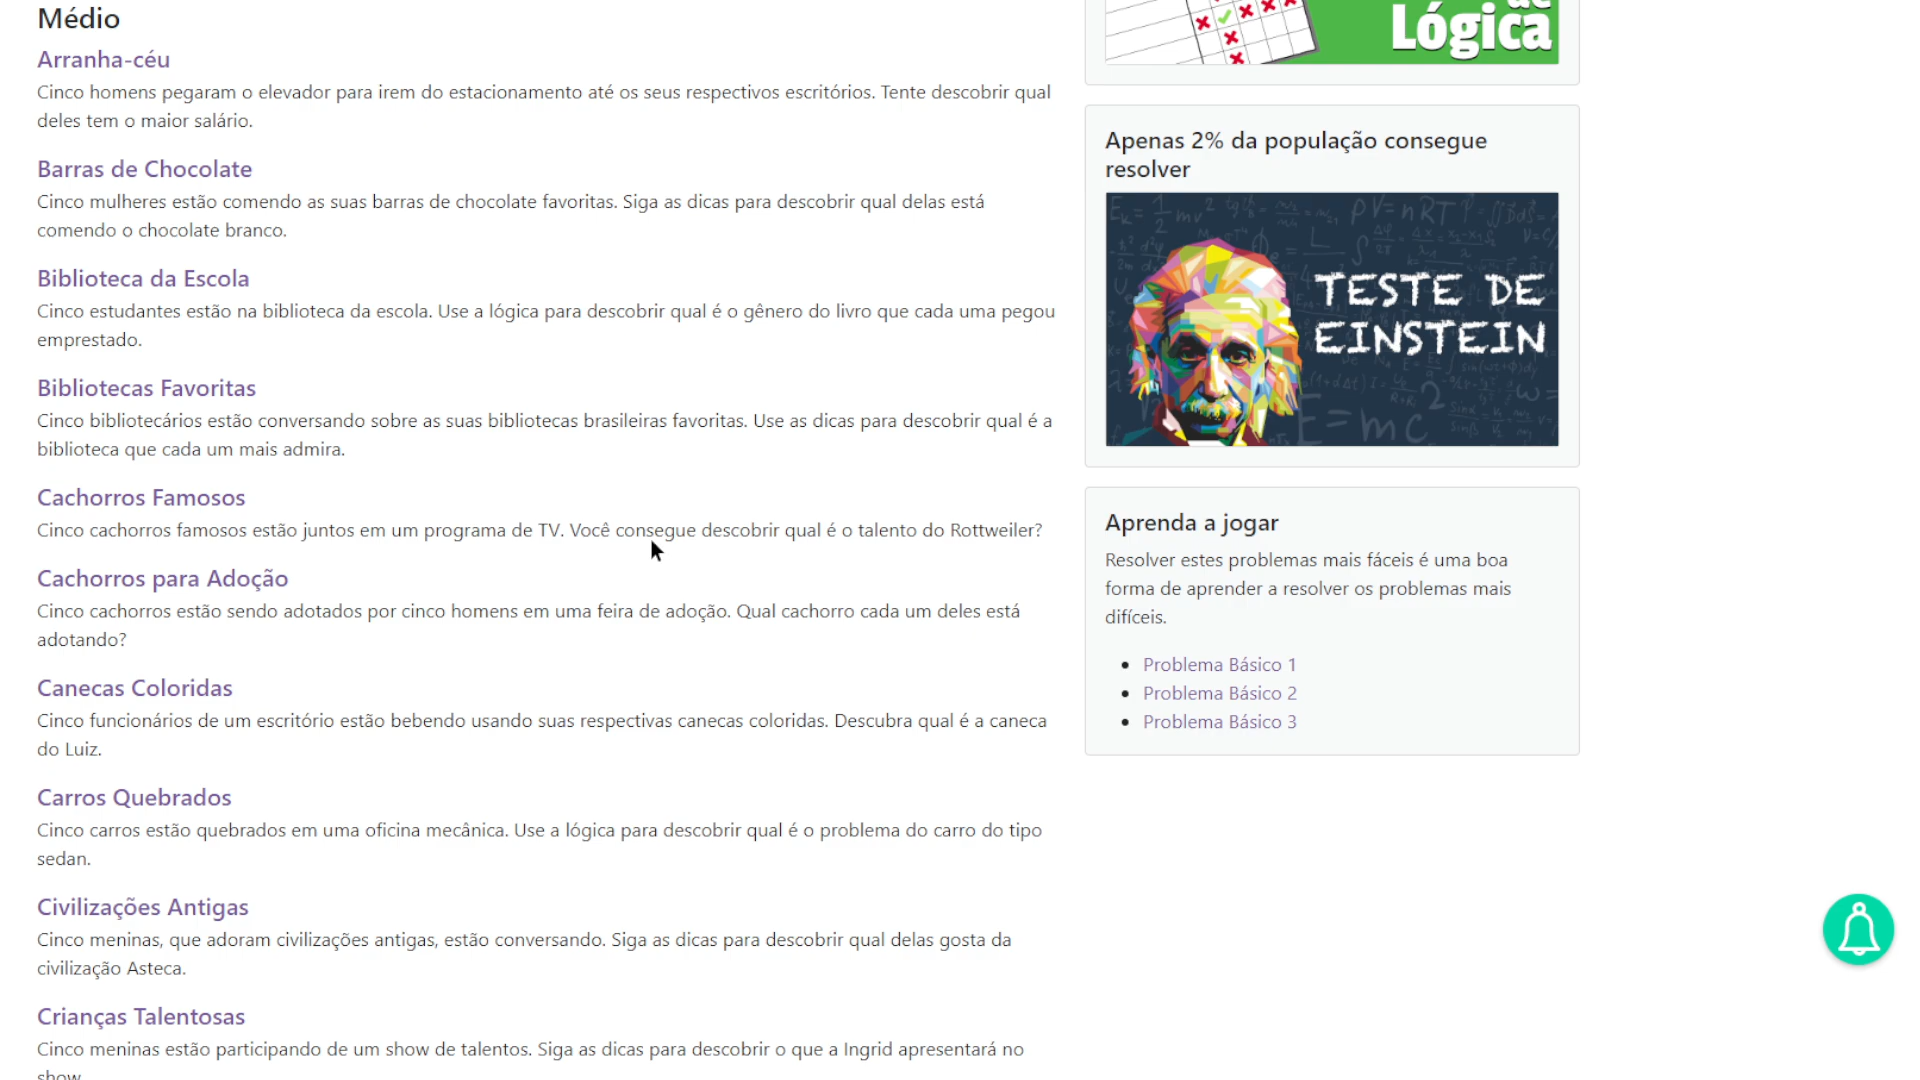 Médio
Arranha-céu
Cinco homens pegaram o elevador para irem do estacionamento até os seus respectivos escritórios. Tente descobrir qual
deles tem o maior salário.
Barras de Chocolate
Cinco mulheres estão comendo as suas barras de chocolate favoritas. Siga as dicas para descobrir qual delas está
comendo o chocolate branco.
Biblioteca da Escola
Cinco estudantes estão na biblioteca da escola. Use a lógica para descobrir qual é o gênero do livro que cada uma pegou
emprestado.
Bibliotecas Favoritas
Cinco bibliotecários estão conversando sobre as suas bibliotecas brasileiras favoritas. Use as dicas para descobrir qual é a
biblioteca que cada um mais admira.
Cachorros Famosos
Cinco cachorros famosos estão juntos em um programa de TV. Você consegue descobrir qual é o talento do Rottweiler?
Cachorros para Adoção
Cinco cachorros estão sendo adotados por cinco homens em uma feira de adoção. Qual cachorro cada um deles está
adotando?
Canecas Coloridas
Cinco funcionários de um escritório estão bebendo usando suas respectivas canecas coloridas. Descubra qual é a caneca
do Luiz.
Carros Quebrados
Cinco carros estão quebrados em uma oficina mecânica. Use a lógica para descobrir qual é o problema do carro do tipo
sedan.
Civilizações Antigas
Cinco meninas, que adoram civilizações antigas, estão conversando. Siga as dicas para descobrir qual delas gosta da
civilização Asteca.
Crianças Talentosas
Cinco meninas estão participando de um show de talentos. Siga as dicas para descobrir o que a Ingrid apresentará no
show.
de
Lógica
Apenas 2% da população consegue
resolver
TESTE DE
EINSTEIN
E=mc²
Aprenda a jogar
Resolver estes problemas mais fáceis é uma boa
forma de aprender a resolver os problemas mais
difíceis.
Problema Básico 1
Problema Básico 2
Problema Básico 3